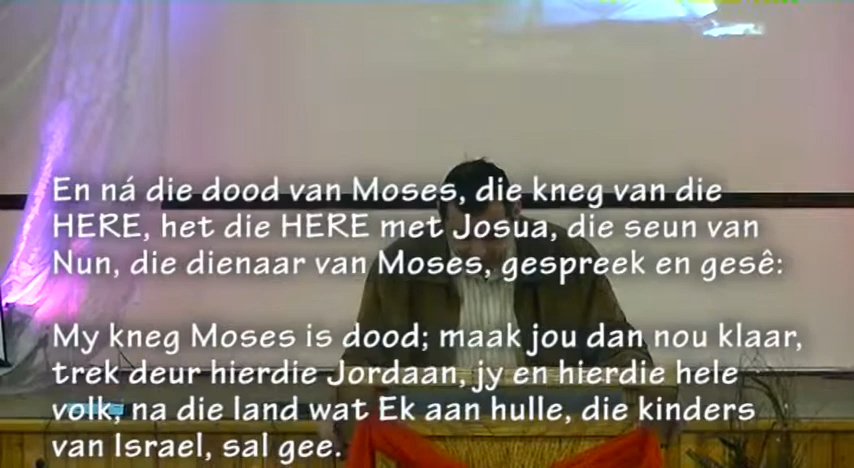 En ná die dood van Moses, die kneg van die
HERE, het die HERE met Josua, die seun van
Nun, die dienaar van Moses, gespreek en gesê:
My kneg Moses is dood; maak jou dan nou klaar,
trek deur hierdie Jordaan, jy en hierdie hele
volk, na die land wat Ek aan hulle, die kinders
van Israel, sal gee.